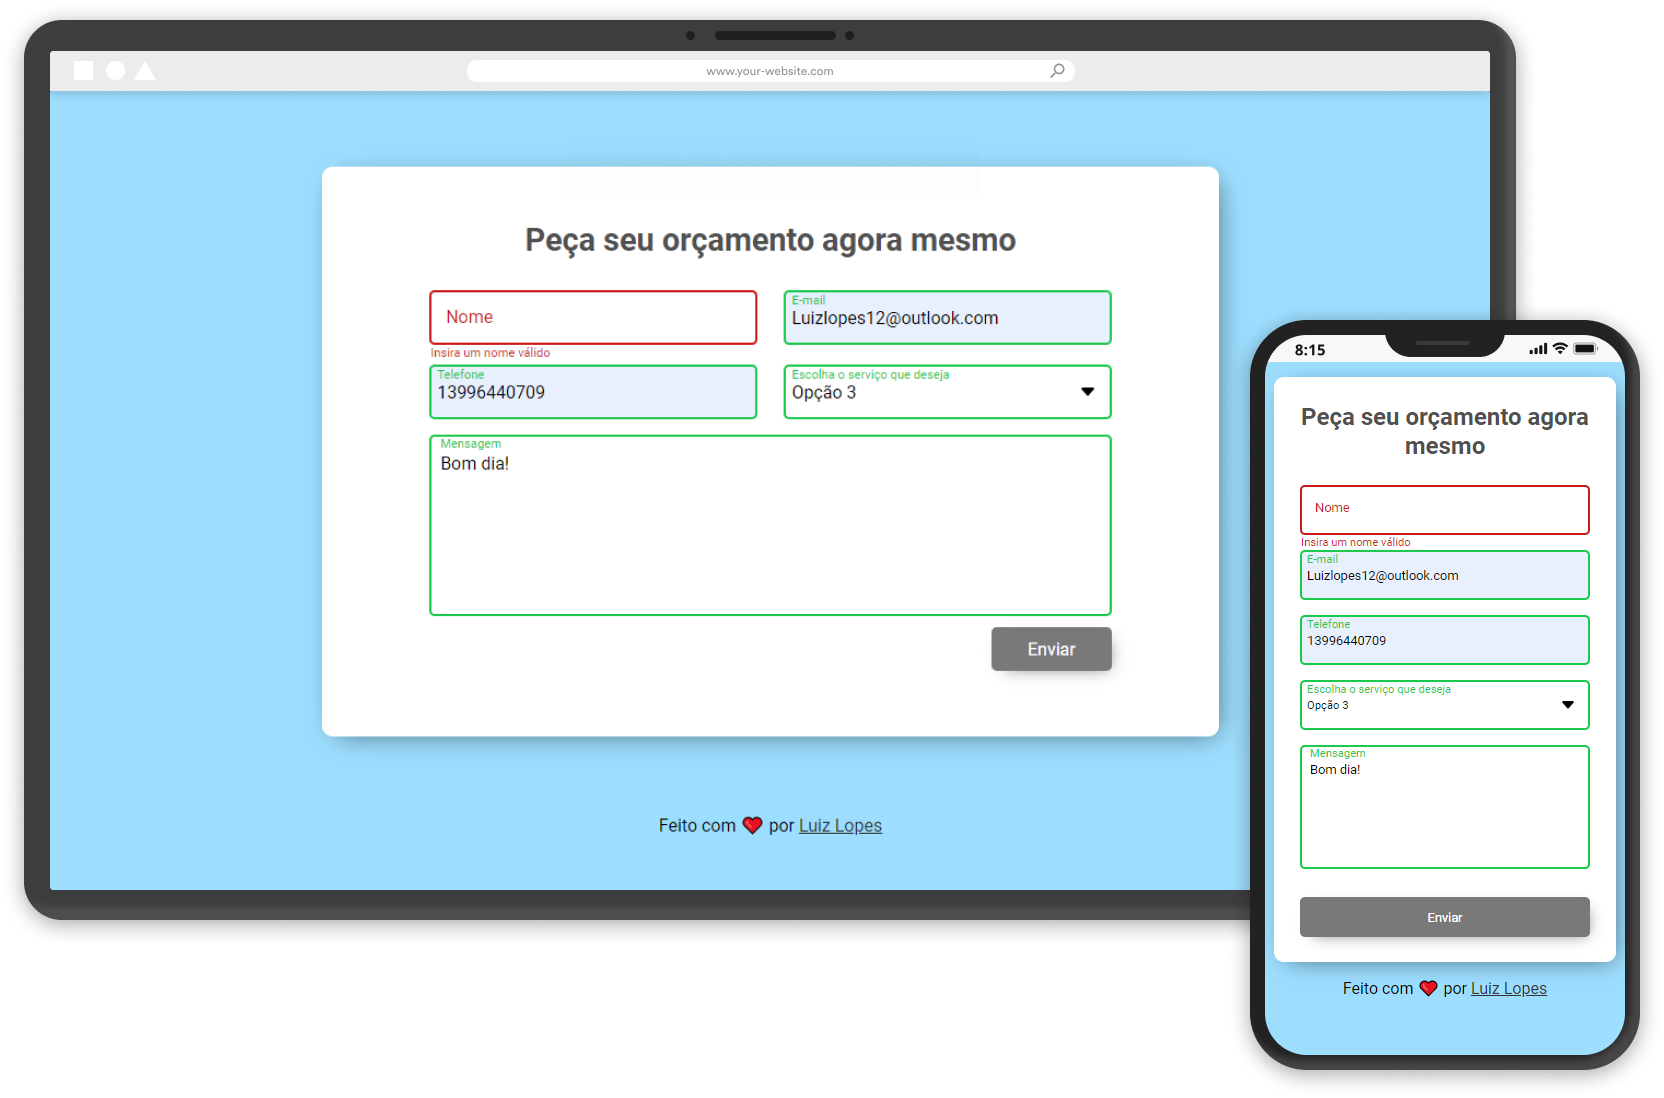 www.your-website.com
Peça seu orçamento agora mesmo
Nome
Insira um nome válido
E-mail
Luizlopes12@outlook.com
Telefone
13996440709
Escolha o serviço que deseja
Opção 3
Mensagem
Bom dia!
Enviar
Feito com ❤ por Luiz Lopes
8:15
Peça seu orçamento agora
mesmo
Nome
Insira um nome válido
E-mail
Luizlopes12@outlook.com
Telefone
13996440709
Escolha o serviço que deseja
Opção 3
Mensagem
Bom dia!
Enviar
Feito com ❤ por Luiz Lopes